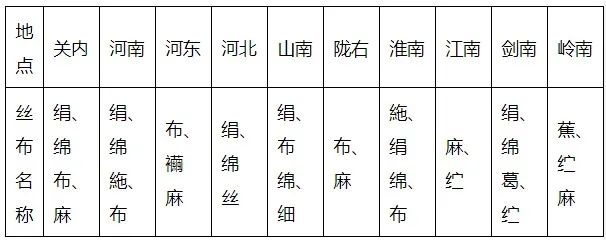 地点
关内
河南
河东
河北
山南
陇右
淮南
江南
剑南
岭南
丝布名称
绢、
绵
布、
麻
绢、
绵
絁、
布
布、
襧
麻
绢、
绵
丝
绢、
布
绵、
细
布、
麻
絁、
绢
绵、
布
麻、
纻
绢、
绵
葛、
纻
蕉、
纻
麻